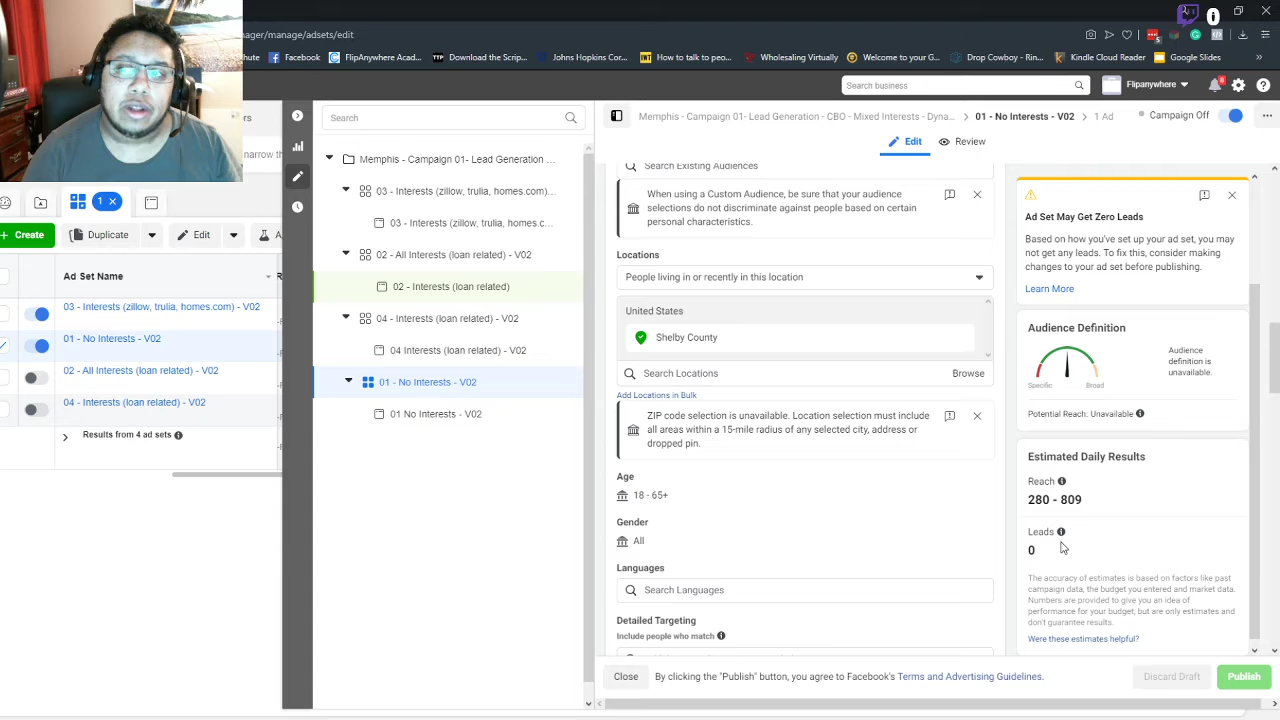 nager/manage/adsets/edit
hute
Facebook
FlipAnywhere Acad...
Download the Scrip...
Johns Hopkins Cor...
How to talk to peo...
Wholesaling Virtually
Welcome to your G...
Drop Cowboy - Rin...
Kindle Cloud Reader
Google Slides
Search business
Flipanywhere
Search
Memphis - Campaign 01- Lead Generation - CBO - Mixed Interests - Dyna...
01 - No Interests - V02
1 Ad
Campaign Off
Edit
Review
narrow th
1
Create
Duplicate
Edit
A
Ad Set Name
03 - Interests (zillow, trulia, homes.com) - V02
01 - No Interests - V02
02 - All Interests (loan related) - V02
04 - Interests (loan related) - V02
Results from 4 ad sets
Memphis - Campaign 01- Lead Generation ...
03 - Interests (zillow, trulia, homes.com)...
03 - Interests (zillow, trulia, homes.c...
02 - All Interests (loan related) - V02
02 - Interests (loan related)
04 - Interests (loan related) - V02
04 Interests (loan related) - V02
01 - No Interests - V02
01 No Interests - V02
Search Existing Audiences
When using a Custom Audience, be sure that your audience
selections do not discriminate against people based on certain
personal characteristics.
Locations
People living in or recently in this location
United States
Shelby County
Search Locations
Browse
Add Locations in Bulk
ZIP code selection is unavailable. Location selection must include
all areas within a 15-mile radius of any selected city, address or
dropped pin.
Age
18 - 65+
Gender
All
Languages
Search Languages
Detailed Targeting
Include people who match
Ad Set May Get Zero Leads
Based on how you've set up your ad set, you may
not get any leads. To fix this, consider making
changes to your ad set before publishing.
Learn More
Audience Definition
Specific
Broad
Audience
definition is
unavailable.
Potential Reach: Unavailable
Estimated Daily Results
Reach
280 - 809
Leads
0
The accuracy of estimates is based on factors like past
campaign data, the budget you entered and market data.
Numbers are provided to give you an idea of
performance for your budget, but are only estimates and
don't guarantee results.
Were these estimates helpful?
Close
By clicking the "Publish" button, you agree to Facebook's Terms and Advertising Guidelines.
Discard Draft
Publish